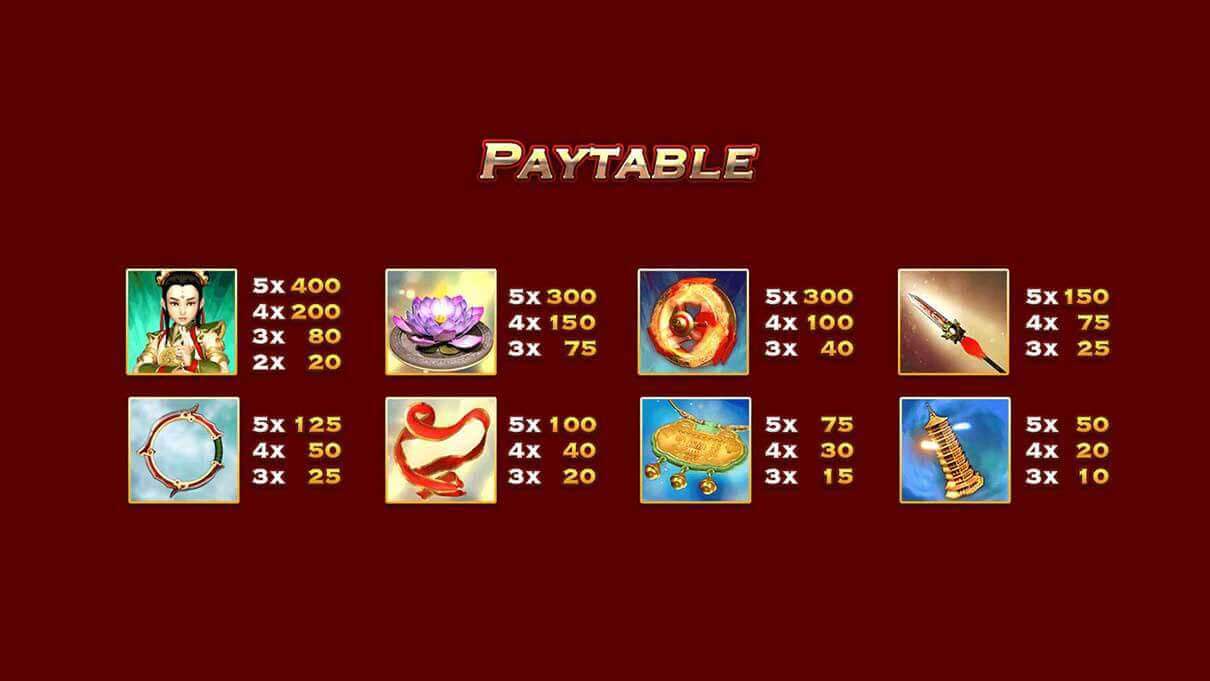 PAYTABLE
5x 400
4x 200
3x 80
2x 20
5x 300
4x 150
3x 75
5x 300
4x 100
3x 40
5x 150
4x 75
3x 25
5x 125
4x 50
3x 25
5x 100
4x 40
3x 20
5x 75
4x 30
3x 15
5x 50
4x 20
3x 10